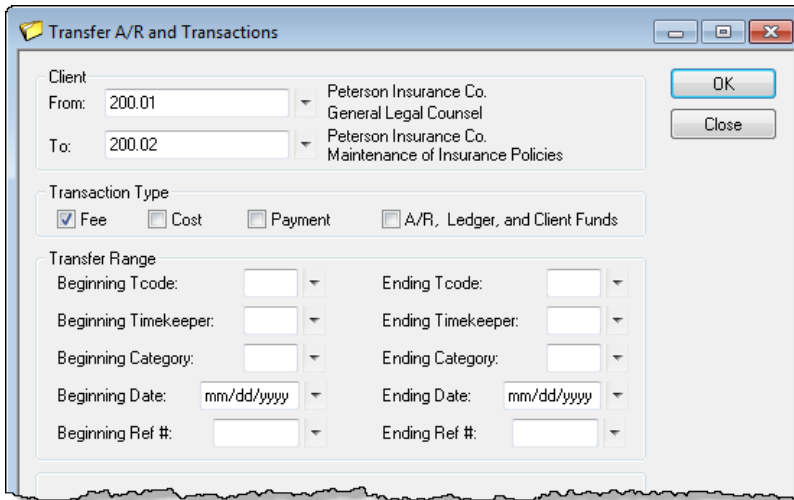 Transfer A/R and Transactions
Client
From: 200.01 Peterson Insurance Co.
General Legal Counsel
To: 200.02 Peterson Insurance Co.
Maintenance of Insurance Policies
OK
Close
Transaction Type
Fee Cost Payment A/R, Ledger, and Client Funds
Transfer Range
Beginning Tcode: Ending Tcode:
Beginning Timekeeper: Ending Timekeeper:
Beginning Category: Ending Category:
Beginning Date: mm/dd/yyyy Ending Date: mm/dd/yyyy
Beginning Ref #: Ending Ref #: